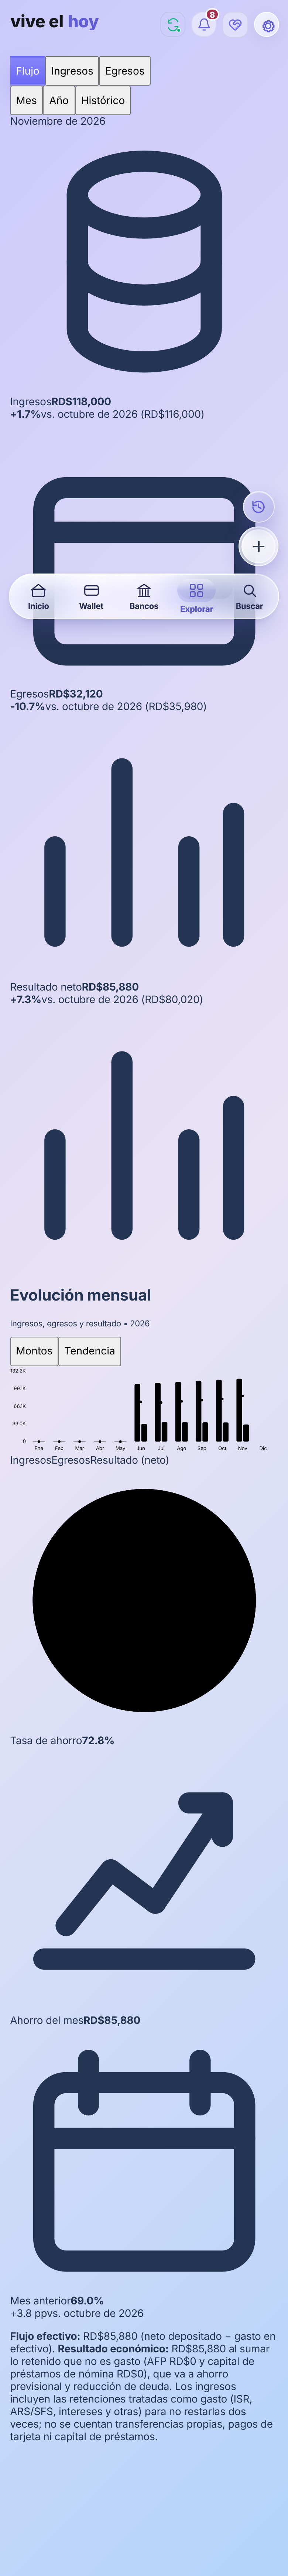 vive el hoy
8
Flujo Ingresos Egresos
Mes Año Histórico
Noviembre de 2026
IngresosRD$118,000
+1.7%vs. octubre de 2026 (RD$116,000)
Inicio Wallet Bancos Explorar Buscar
EgresosRD$32,120
-10.7%vs. octubre de 2026 (RD$35,980)
Resultado netoRD$85,880
+7.3%vs. octubre de 2026 (RD$80,020)
Evolución mensual
Ingresos, egresos y resultado • 2026
Montos Tendencia
132.2K
99.1K
66.1K
33.0K
0
Ene Feb Mar Abr May Jun Jul Ago Sep Oct Nov Dic
IngresosEgresosResultado (neto)
Tasa de ahorro72.8%
Ahorro del mesRD$85,880
Mes anterior69.0%
+3.8 ppvs. octubre de 2026
Flujo efectivo: RD$85,880 (neto depositado − gasto en
efectivo). Resultado económico: RD$85,880 al sumar
lo retenido que no es gasto (AFP RD$0 y capital de
préstamos de nómina RD$0), que va a ahorro
previsional y reducción de deuda. Los ingresos
incluyen las retenciones tratadas como gasto (ISR,
ARS/SFS, intereses y otras) para no restarlas dos
veces; no se cuentan transferencias propias, pagos de
tarjeta ni capital de préstamos.